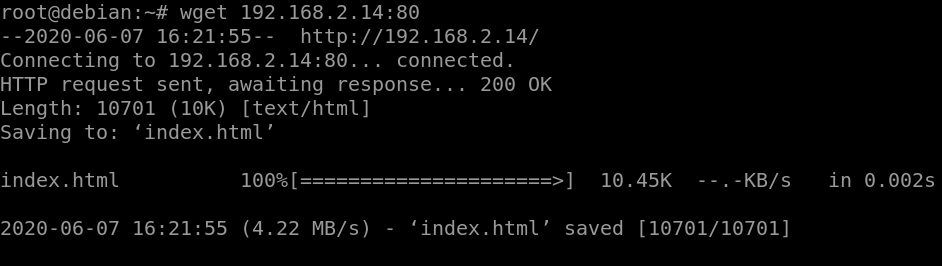 root@debian:~# wget 192.168.2.14:80
--2020-06-07 16:21:55--  http://192.168.2.14/
Connecting to 192.168.2.14:80... connected.
HTTP request sent, awaiting response... 200 OK
Length: 10701 (10K) [text/html]
Saving to: ‘index.html’
index.html          100%[=====================>]  10.45K  --.-KB/s   in 0.002s
2020-06-07 16:21:55 (4.22 MB/s) - ‘index.html’ saved [10701/10701]